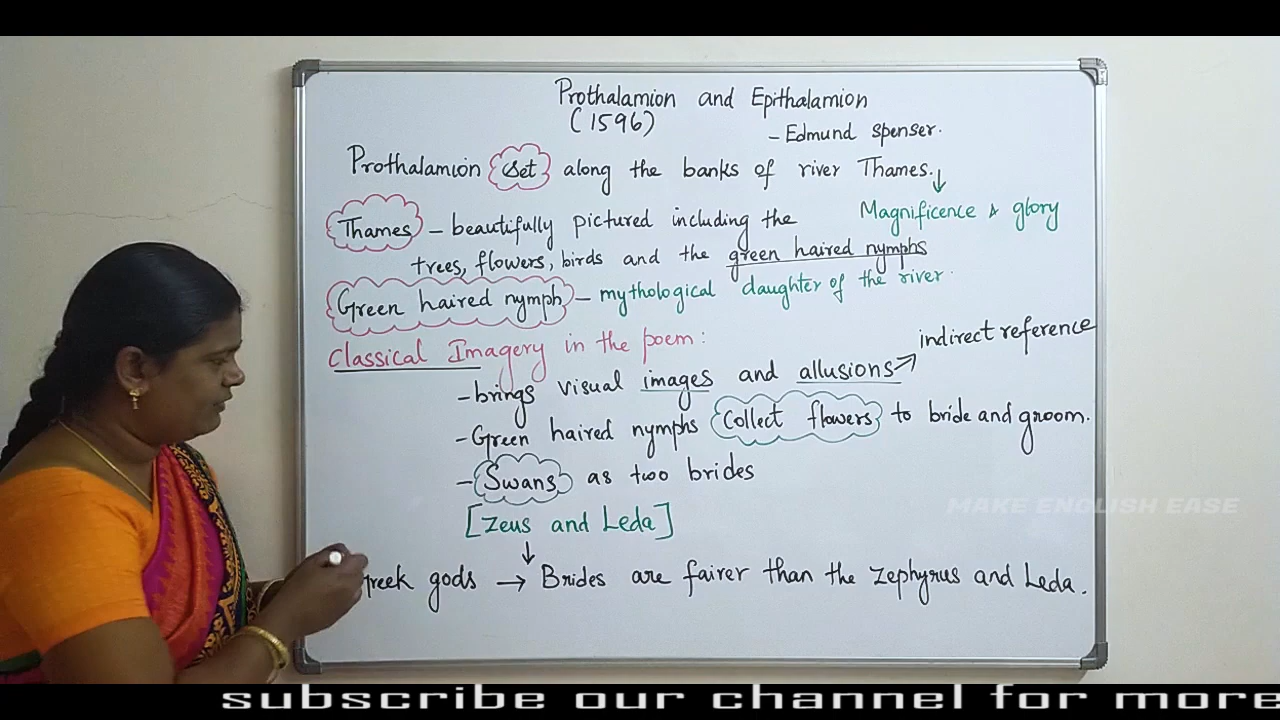 Prothalamion and Epithalamion
(1596)
- Edmund Spenser.
Prothalamion Set along the banks of river Thames.
Magnificence & glory
Thames - beautifully pictured including the
trees, flowers, birds and the green haired nymphs
Green haired nymph - mythological daughter of the river.
Classical Imagery in the poem:
indirect reference
- brings visual images and allusions
- Green haired nymphs Collect flowers to bride and groom.
- Swans as two brides
MAKE ENGLISH EASE
[Zeus and Leda]
reek gods → Brides are fairer than the Zephyrus and Leda.
subscribe our channel for more